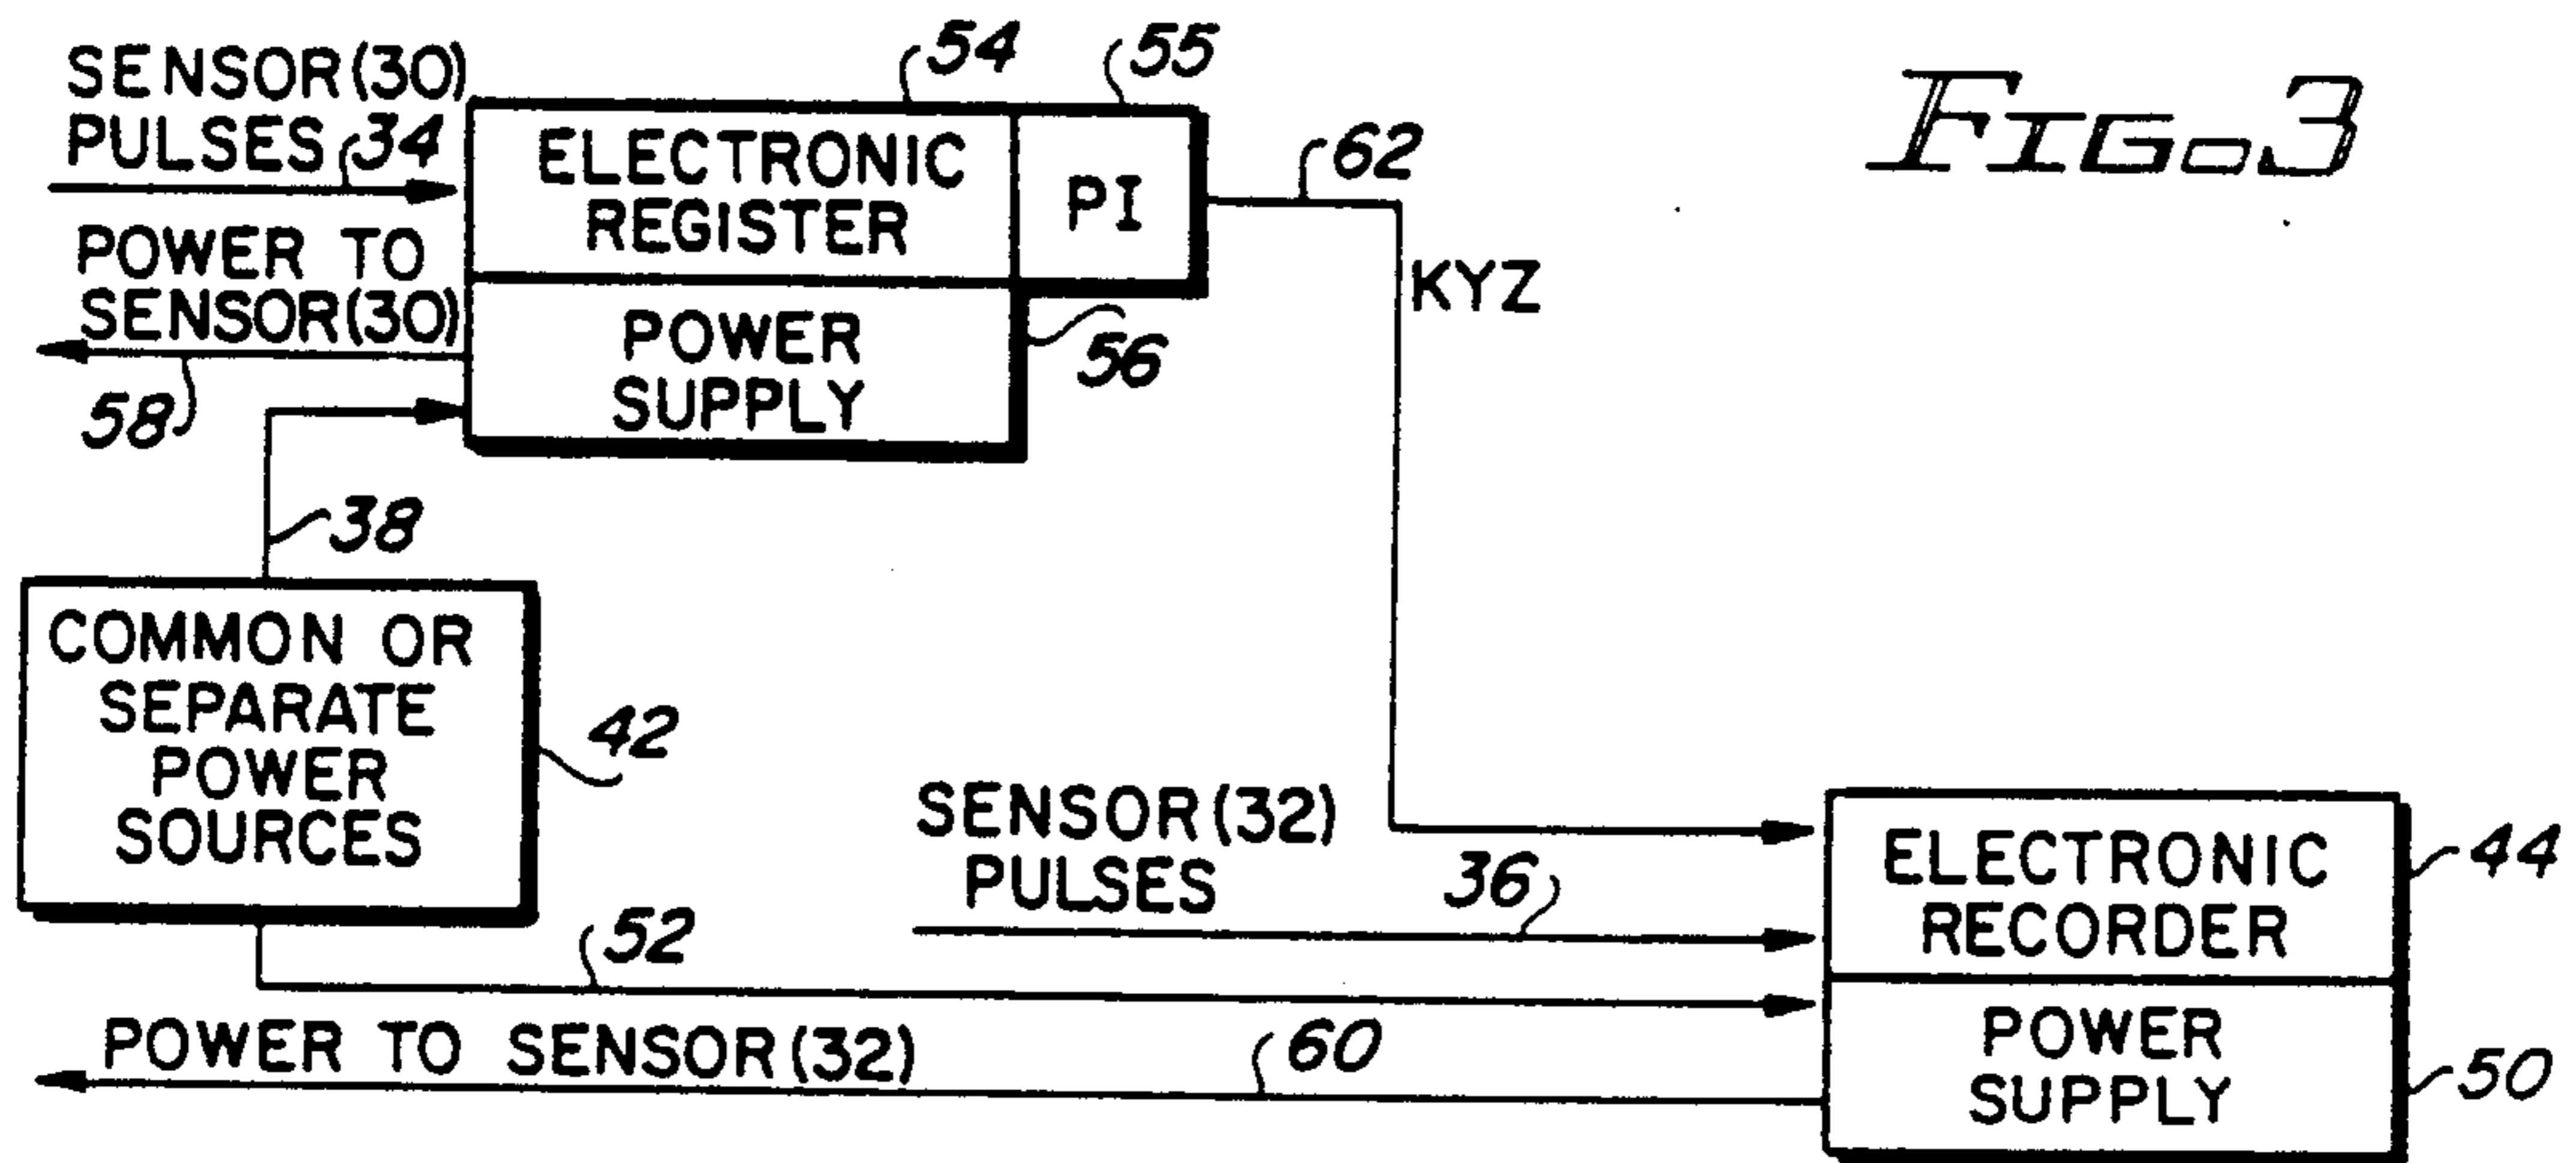 FIG. 3
54
55
SENSOR(30)
PULSES
34
ELECTRONIC
REGISTER
PI
62
KYZ
POWER TO
SENSOR(30)
58
POWER
SUPPLY
56
38
COMMON OR
SEPARATE
POWER
SOURCES
42
SENSOR(32)
PULSES
36
ELECTRONIC
RECORDER
44
52
POWER TO SENSOR(32)
60
POWER
SUPPLY
50